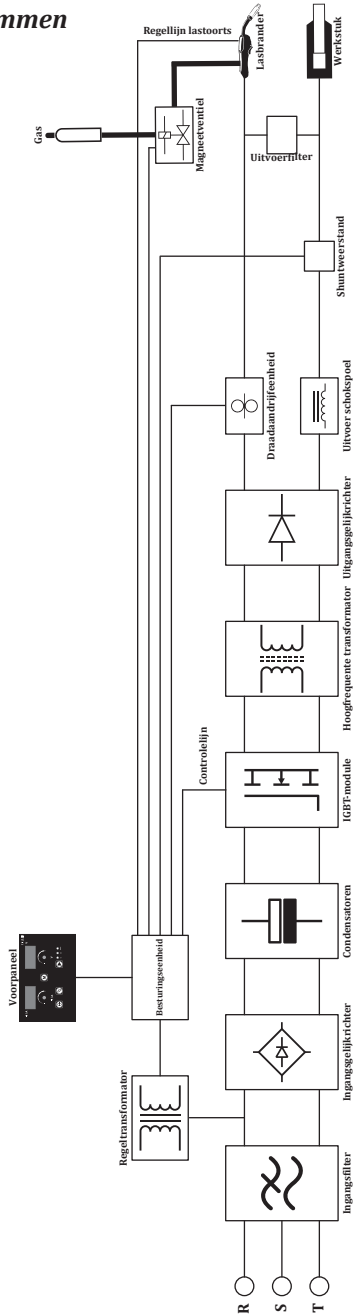 mmen
Voorpaneel
Regeltransformator
Besturingseenheid
Controlelijn
Regellijn lastoorts
Gas
Magneetventiel
Lasbrander
Werkstuk
Uitvoerfilter
Shuntweerstand
Draadaandrijfeenheid
Uitvoer schokspoel
Uitgangsgelijkrichter
Hoogfrequente transformator
IGBT-module
Condensatoren
Ingangsgelijkrichter
Ingangsfilter
R
S
T